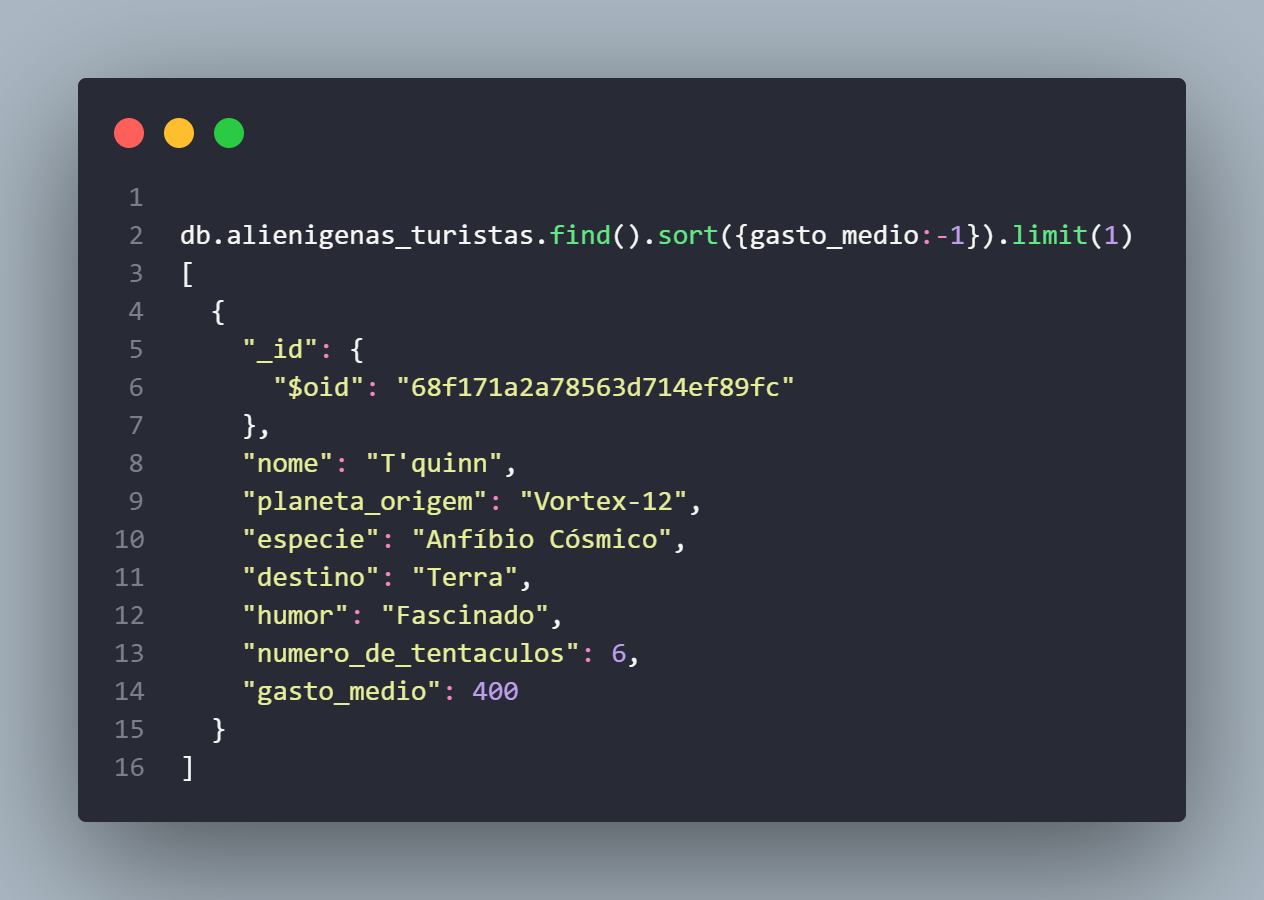 1
2 db.alienigenas_turistas.find().sort({gasto_medio:-1}).limit(1)
3 [
4   {
5     "_id": {
6       "$oid": "68f171a2a78563d714ef89fc"
7     },
8     "nome": "T'quinn",
9     "planeta_origem": "Vortex-12",
10     "especie": "Anfíbio Cósmico",
11     "destino": "Terra",
12     "humor": "Fascinado",
13     "numero_de_tentaculos": 6,
14     "gasto_medio": 400
15   }
16 ]